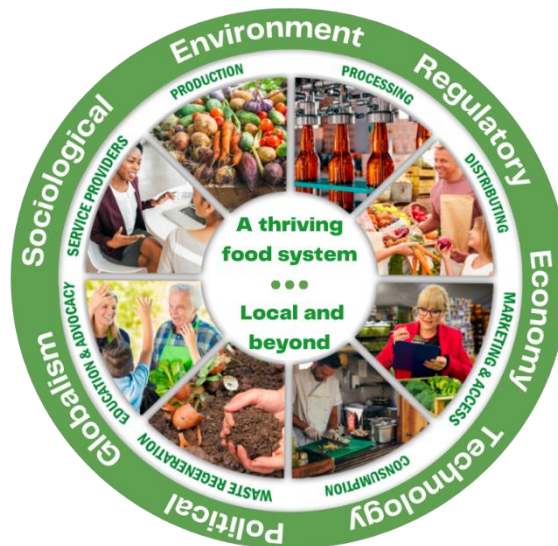 Environment
Regulatory
Economy
Technology
Political
Globalism
Sociological
PRODUCTION
PROCESSING
DISTRIBUTING
MARKETING & ACCESS
CONSUMPTION
WASTE REGENERATION
EDUCATION & ADVOCACY
SERVICE PROVIDERS
A thriving
food system
•••
Local and
beyond